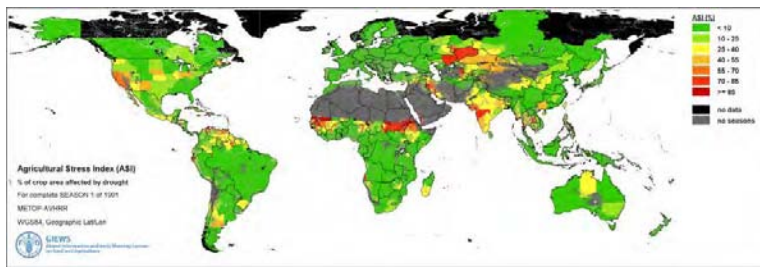 ASI (%)
< 10
10 - 25
25 - 40
40 - 55
55 - 70
70 - 85
>= 85
no data
no seasons
Agricultural Stress Index (ASI)
% of crop area affected by drought
For complete SEASON 1 of 1991
METOP-AVHRR
WGS84, Geographic Lat/Lon
GIEWS